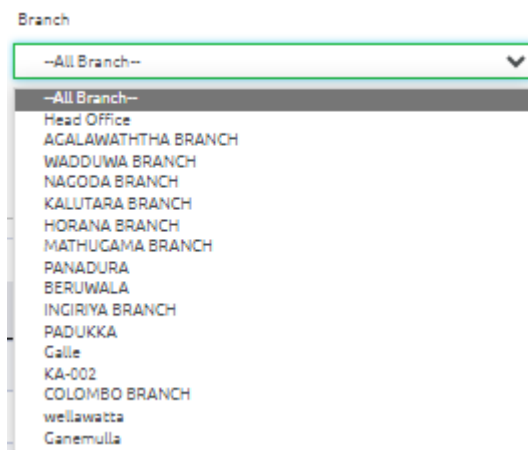 Branch
--All Branch--
--All Branch--
Head Office
AGALAWATHTHA BRANCH
WADDUWA BRANCH
NAGODA BRANCH
KALUTARA BRANCH
HORANA BRANCH
MATHUGAMA BRANCH
PANADURA
BERUWALA
INGIRIYA BRANCH
PADUKKA
Galle
KA-002
COLOMBO BRANCH
wellawatta
Ganemulla